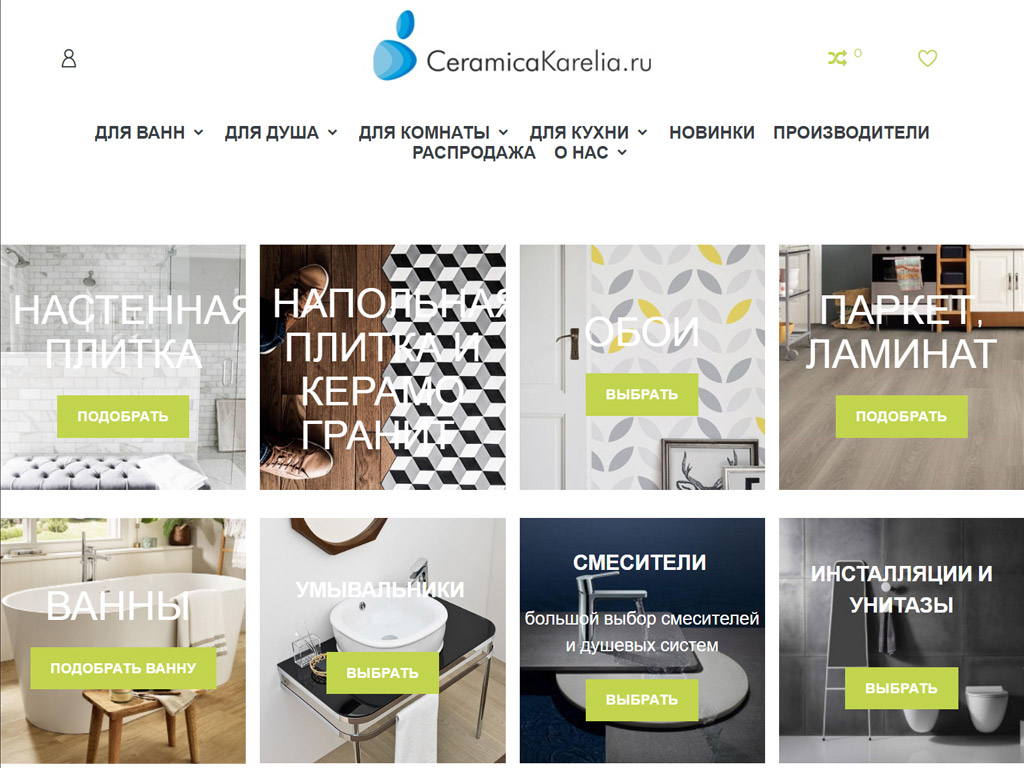 CeramicaKarelia.ru
0
ДЛЯ ВАНН ДЛЯ ДУША ДЛЯ КОМНАТЫ ДЛЯ КУХНИ НОВИНКИ ПРОИЗВОДИТЕЛИ
РАСПРОДАЖА О НАС
НАСТЕННАЯ
ПЛИТКА
ПОДОБРАТЬ
НАПОЛЬНАЯ
ПЛИТКА И
КЕРАМО
ГРАНИТ
ОБОИ
ВЫБРАТЬ
ПАРКЕТ,
ЛАМИНАТ
ПОДОБРАТЬ
ВАННЫ
ПОДОБРАТЬ ВАННУ
УМЫВАЛЬНИКИ
ВЫБРАТЬ
СМЕСИТЕЛИ
большой выбор смесителей
и душевых систем
ВЫБРАТЬ
ИНСТАЛЛЯЦИИ И
УНИТАЗЫ
ВЫБРАТЬ